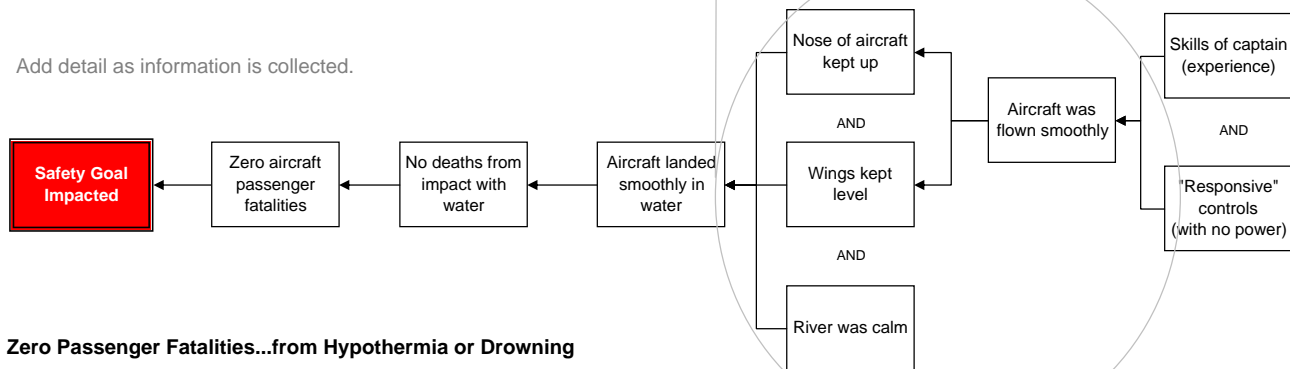 Add detail as information is collected.
Safety Goal
Impacted
Zero aircraft
passenger
fatalities
No deaths from
impact with
water
Aircraft landed
smoothly in
water
Nose of aircraft
kept up
AND
Wings kept
level
AND
River was calm
Aircraft was
flown smoothly
Skills of captain
(experience)
AND
"Responsive"
controls
(with no power)
Zero Passenger Fatalities...from Hypothermia or Drowning